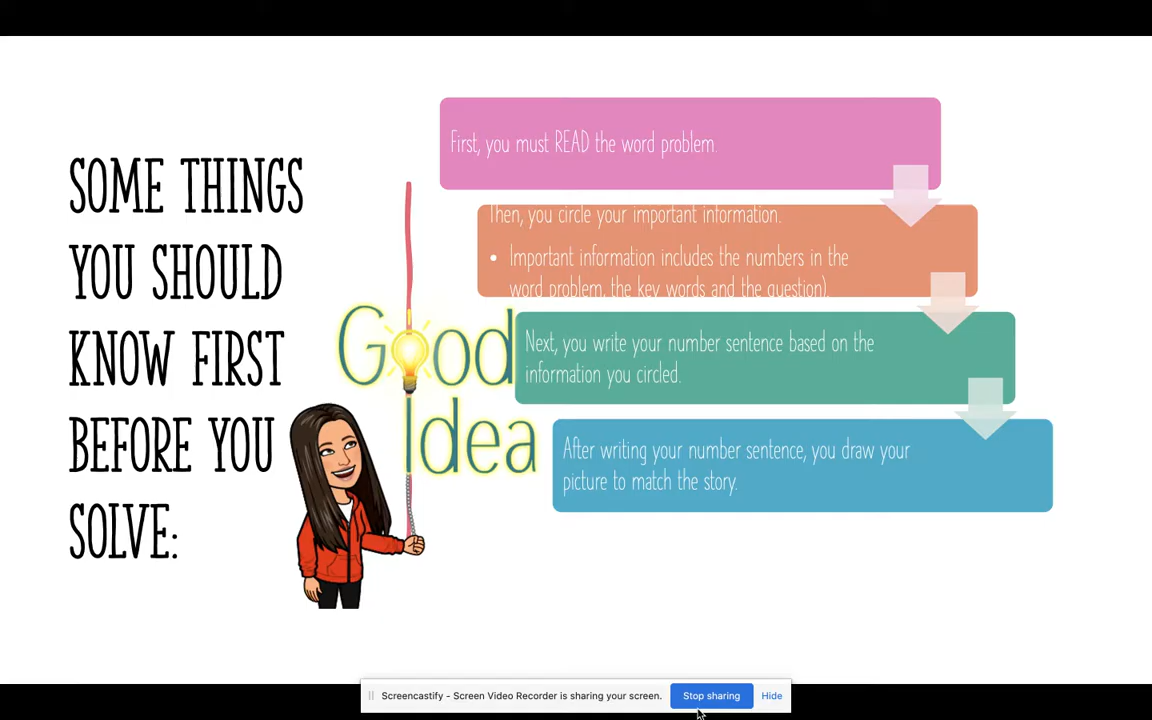 SOME THINGS
YOU SHOULD
KNOW FIRST
BEFORE YOU
SOLVE:
Good
Idea
First, you must READ the word problem.
Then, you circle your important information.
• Important information includes the numbers in the
word problem, the key words and the question).
Next, you write your number sentence based on the
information you circled.
After writing your number sentence, you draw your
picture to match the story.
Screencastify - Screen Video Recorder is sharing your screen.
Stop sharing
Hide